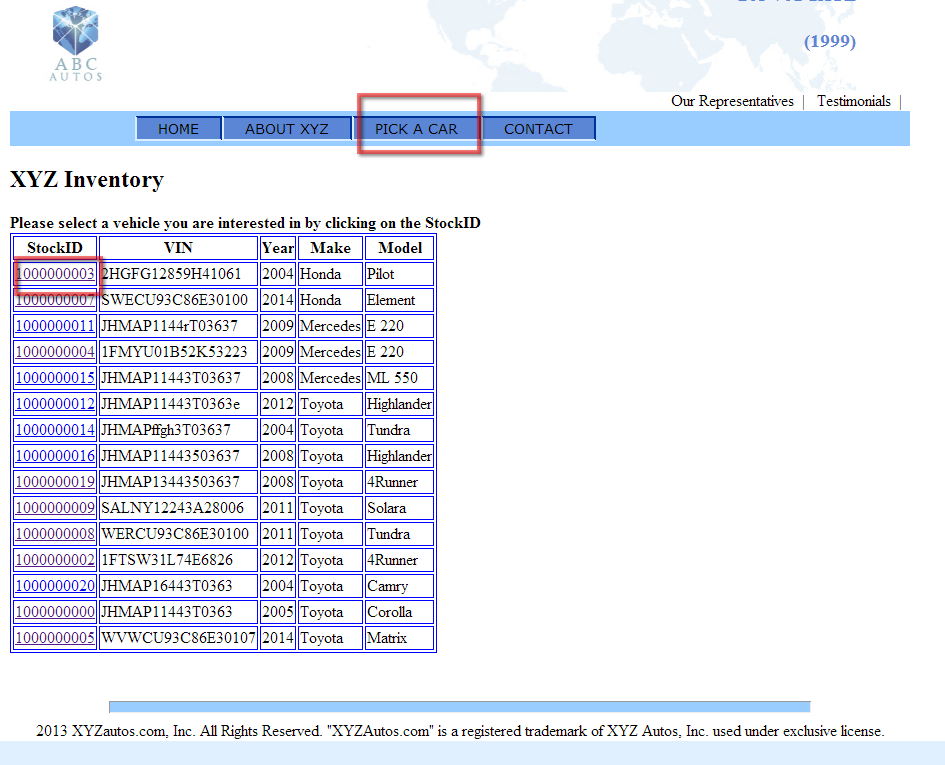 (1999)
ABC
AUTOS
Our Representatives | Testimonials |
HOME ABOUT XYZ PICK A CAR CONTACT
XYZ Inventory
Please select a vehicle you are interested in by clicking on the StockID
StockID VIN Year Make Model
1000000003 2HGFG12859H41061 2004 Honda Pilot
1000000007 SWECU93C86E30100 2014 Honda Element
1000000011 JHMAP1144rT03637 2009 Mercedes E 220
1000000004 1FMYU01B52K53223 2009 Mercedes E 220
1000000015 JHMAP11443T03637 2008 Mercedes ML 550
1000000012 JHMAP11443T0363e 2012 Toyota Highlander
1000000014 JHMAPffgh3T03637 2004 Toyota Tundra
1000000016 JHMAP11443503637 2008 Toyota Highlander
1000000019 JHMAP13443503637 2008 Toyota 4Runner
1000000009 SALNY12243A28006 2011 Toyota Solara
1000000008 WERCU93C86E30100 2011 Toyota Tundra
1000000002 1FTSW31L74E6826 2012 Toyota 4Runner
1000000020 JHMAP16443T0363 2004 Toyota Camry
1000000000 JHMAP11443T0363 2005 Toyota Corolla
1000000005 WVWCU93C86E30107 2014 Toyota Matrix
2013 XYZautos.com, Inc. All Rights Reserved. "XYZAutos.com" is a registered trademark of XYZ Autos, Inc. used under exclusive license.